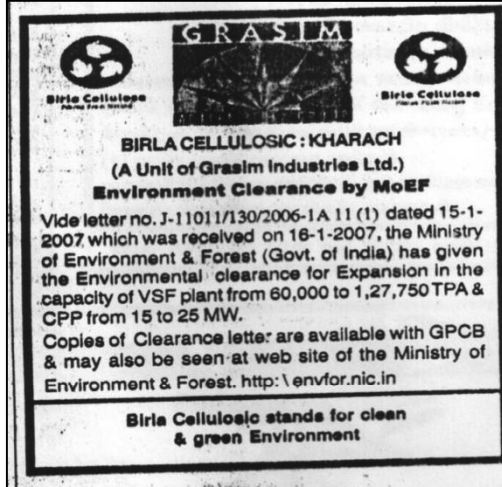 GRASIM
Birla Cellulose
Birla Cellulose
BIRLA CELLULOSIC : KHARACH
(A Unit of Grasim Industries Ltd.)
Environment Clearance by MoEF
Vide letter no. J-11011/130/2006-1A 11 (1) dated 15-1-
2007 which was received on 16-1-2007, the Ministry
of Environment & Forest (Govt. of India) has given
the Environmental clearance for Expansion in the
capacity of VSF plant from 60,000 to 1,27,750 TPA &
CPP from 15 to 25 MW.
Copies of Clearance letter are available with GPCB
& may also be seen at web site of the Ministry of
Environment & Forest. http: \ envfor.nic.in
Birla Cellulosic stands for clean
& green Environment